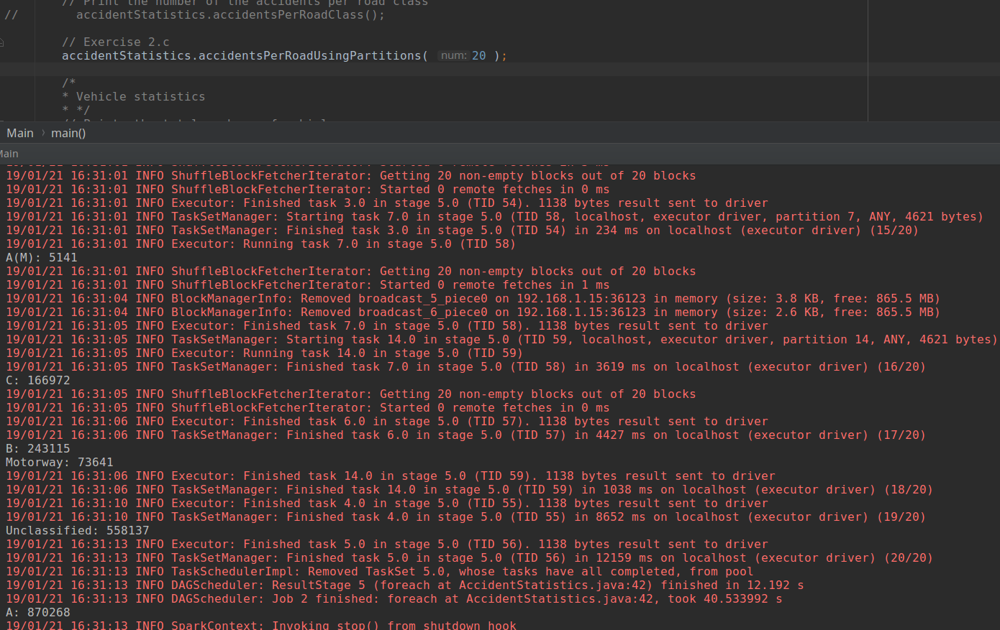 // Print the number of the accidents per road class
// accidentStatistics.accidentsPerRoadClass();
// Exercise 2.c
accidentStatistics.accidentsPerRoadUsingPartitions( num: 20 );
/*
* Vehicle statistics
* */
Main › main()
Main
19/01/21 16:31:01 INFO ShuffleBlockFetcherIterator: Started 0 remote fetches in ms
19/01/21 16:31:01 INFO ShuffleBlockFetcherIterator: Getting 20 non-empty blocks out of 20 blocks
19/01/21 16:31:01 INFO ShuffleBlockFetcherIterator: Started 0 remote fetches in 0 ms
19/01/21 16:31:01 INFO Executor: Finished task 3.0 in stage 5.0 (TID 54). 1138 bytes result sent to driver
19/01/21 16:31:01 INFO TaskSetManager: Starting task 7.0 in stage 5.0 (TID 58, localhost, executor driver, partition 7, ANY, 4621 bytes)
19/01/21 16:31:01 INFO TaskSetManager: Finished task 3.0 in stage 5.0 (TID 54) in 234 ms on localhost (executor driver) (15/20)
19/01/21 16:31:01 INFO Executor: Running task 7.0 in stage 5.0 (TID 58)
A(M): 5141
19/01/21 16:31:01 INFO ShuffleBlockFetcherIterator: Getting 20 non-empty blocks out of 20 blocks
19/01/21 16:31:01 INFO ShuffleBlockFetcherIterator: Started 0 remote fetches in 1 ms
19/01/21 16:31:04 INFO BlockManagerInfo: Removed broadcast_5_piece0 on 192.168.1.15:36123 in memory (size: 3.8 KB, free: 865.5 MB)
19/01/21 16:31:04 INFO BlockManagerInfo: Removed broadcast_6_piece0 on 192.168.1.15:36123 in memory (size: 2.6 KB, free: 865.5 MB)
19/01/21 16:31:05 INFO Executor: Finished task 7.0 in stage 5.0 (TID 58). 1138 bytes result sent to driver
19/01/21 16:31:05 INFO TaskSetManager: Starting task 14.0 in stage 5.0 (TID 59, localhost, executor driver, partition 14, ANY, 4621 bytes)
19/01/21 16:31:05 INFO Executor: Running task 14.0 in stage 5.0 (TID 59)
19/01/21 16:31:05 INFO TaskSetManager: Finished task 7.0 in stage 5.0 (TID 58) in 3619 ms on localhost (executor driver) (16/20)
C: 166972
19/01/21 16:31:05 INFO ShuffleBlockFetcherIterator: Getting 20 non-empty blocks out of 20 blocks
19/01/21 16:31:05 INFO ShuffleBlockFetcherIterator: Started 0 remote fetches in 0 ms
19/01/21 16:31:06 INFO Executor: Finished task 6.0 in stage 5.0 (TID 57). 1138 bytes result sent to driver
19/01/21 16:31:06 INFO TaskSetManager: Finished task 6.0 in stage 5.0 (TID 57) in 4427 ms on localhost (executor driver) (17/20)
B: 243115
Motorway: 73641
19/01/21 16:31:06 INFO Executor: Finished task 14.0 in stage 5.0 (TID 59). 1138 bytes result sent to driver
19/01/21 16:31:06 INFO TaskSetManager: Finished task 14.0 in stage 5.0 (TID 59) in 1038 ms on localhost (executor driver) (18/20)
19/01/21 16:31:10 INFO Executor: Finished task 4.0 in stage 5.0 (TID 55). 1138 bytes result sent to driver
19/01/21 16:31:10 INFO TaskSetManager: Finished task 4.0 in stage 5.0 (TID 55) in 8652 ms on localhost (executor driver) (19/20)
Unclassified: 558137
19/01/21 16:31:13 INFO Executor: Finished task 5.0 in stage 5.0 (TID 56). 1138 bytes result sent to driver
19/01/21 16:31:13 INFO TaskSetManager: Finished task 5.0 in stage 5.0 (TID 56) in 12159 ms on localhost (executor driver) (20/20)
19/01/21 16:31:13 INFO TaskSchedulerImpl: Removed TaskSet 5.0, whose tasks have all completed, from pool
19/01/21 16:31:13 INFO DAGScheduler: ResultStage 5 (foreach at AccidentStatistics.java:42) finished in 12.192 s
19/01/21 16:31:13 INFO DAGScheduler: Job 2 finished: foreach at AccidentStatistics.java:42, took 40.533992 s
A: 870268
19/01/21 16:31:13 INFO SparkContext: Invoking stop() from shutdown hook